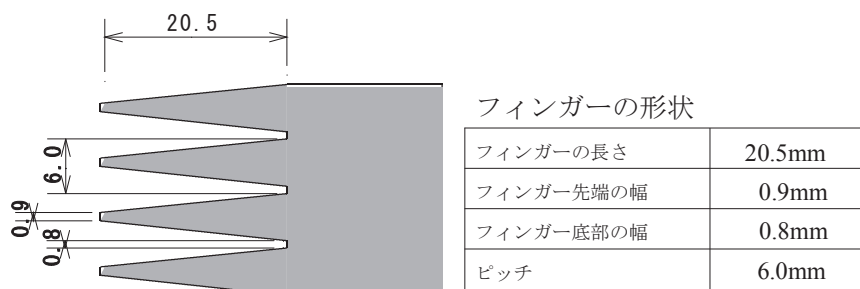 20.5
6.0
0.9
0.8
フィンガーの形状
フィンガーの長さ 20.5mm
フィンガー先端の幅 0.9mm
フィンガー底部の幅 0.8mm
ピッチ 6.0mm